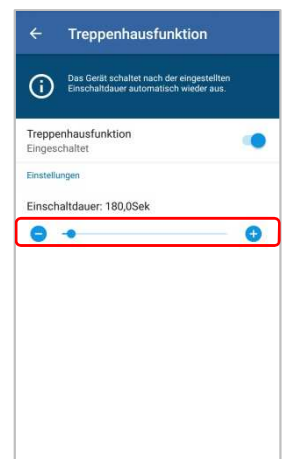 Treppenhausfunktion
Das Gerät schaltet nach der eingestellten
Einschaltdauer automatisch wieder aus.
Treppenhausfunktion
Eingeschaltet
Einstellungen
Einschaltdauer: 180,0Sek